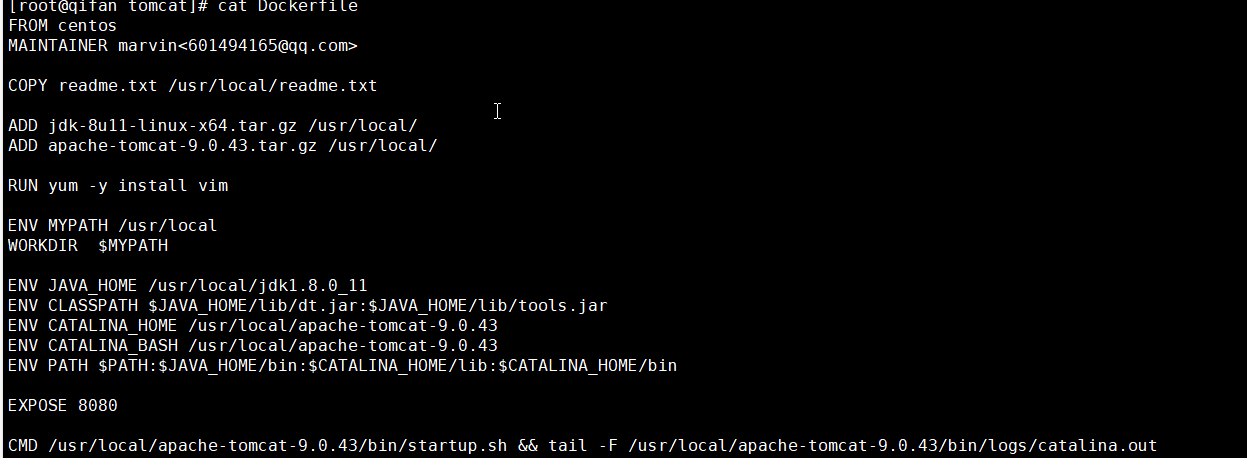 [root@qifan tomcat]# cat Dockerfile
FROM centos
MAINTAINER marvin<601494165@qq.com>
COPY readme.txt /usr/local/readme.txt
ADD jdk-8u11-linux-x64.tar.gz /usr/local/
ADD apache-tomcat-9.0.43.tar.gz /usr/local/
RUN yum -y install vim
ENV MYPATH /usr/local
WORKDIR  $MYPATH
ENV JAVA_HOME /usr/local/jdk1.8.0_11
ENV CLASSPATH $JAVA_HOME/lib/dt.jar:$JAVA_HOME/lib/tools.jar
ENV CATALINA_HOME /usr/local/apache-tomcat-9.0.43
ENV CATALINA_BASH /usr/local/apache-tomcat-9.0.43
ENV PATH $PATH:$JAVA_HOME/bin:$CATALINA_HOME/lib:$CATALINA_HOME/bin
EXPOSE 8080
CMD /usr/local/apache-tomcat-9.0.43/bin/startup.sh && tail -F /usr/local/apache-tomcat-9.0.43/bin/logs/catalina.out